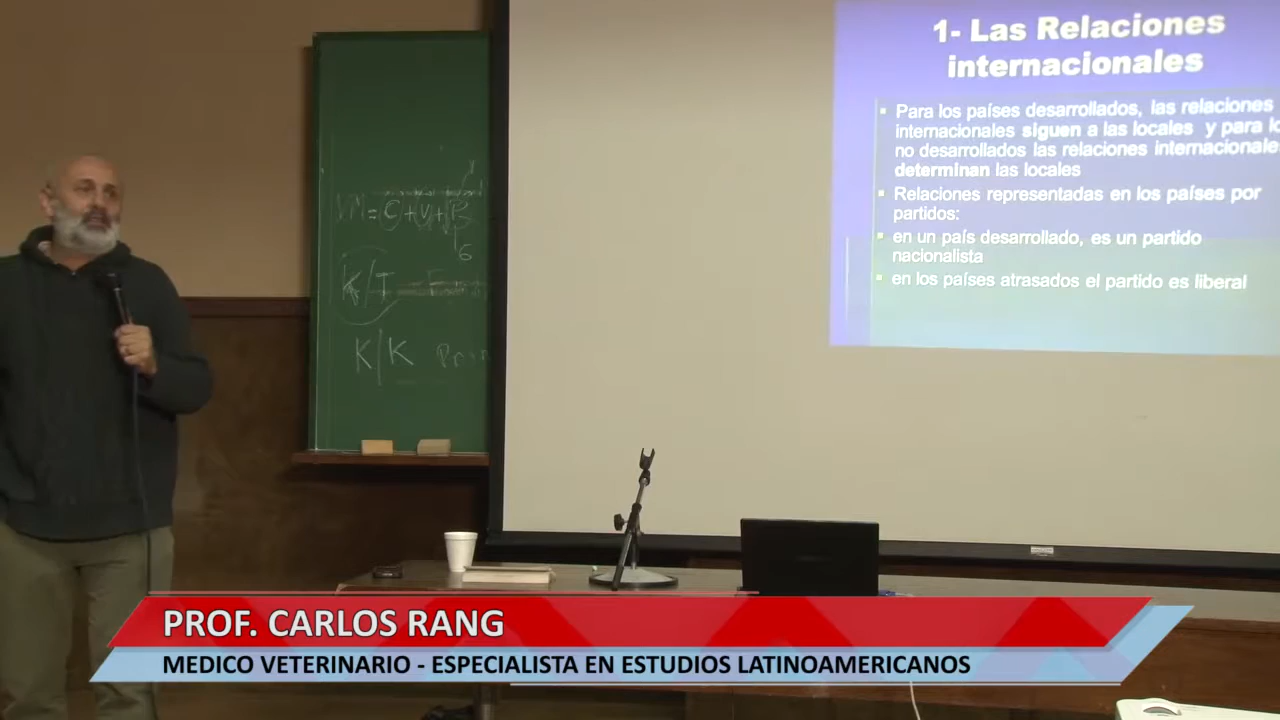 1- Las Relaciones
internacionales
Para los países desarrollados, las relaciones
internacionales siguen a las locales y para lo
no desarrollados las relaciones internacionale
determinan las locales
Relaciones representadas en los países por
partidos:
en un país desarrollado, es un partido
nacionalista
en los países atrasados el partido es liberal
VM= C+V+P
6
K/T
K/K
PROF. CARLOS RANG
MEDICO VETERINARIO - ESPECIALISTA EN ESTUDIOS LATINOAMERICANOS